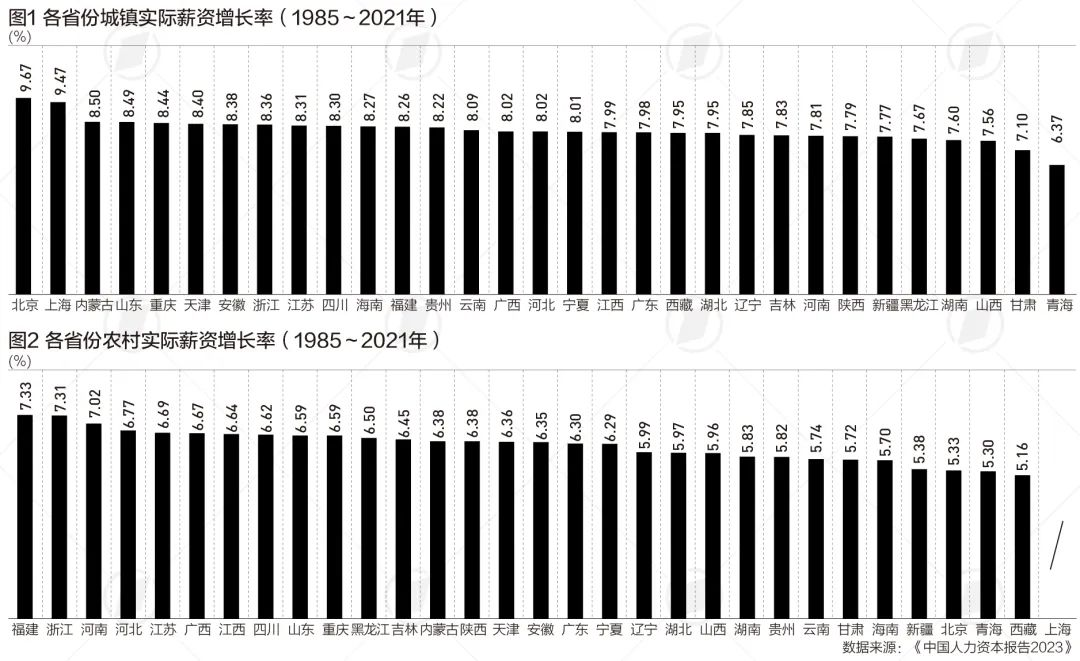 图1 各省份城镇实际薪资增长率（1985～2021年）
(%)
9.67 9.47 8.50 8.49 8.44 8.40 8.38 8.36 8.31 8.30 8.27 8.26 8.22 8.09 8.02 8.02 8.01 7.99 7.98 7.95 7.95 7.85 7.83 7.81 7.79 7.77 7.67 7.60 7.56 7.10 6.37
北京 上海 内蒙古 山东 重庆 天津 安徽 浙江 江苏 四川 海南 福建 贵州 云南 广西 河北 宁夏 江西 广东 西藏 湖北 辽宁 吉林 河南 陕西 新疆 黑龙江 湖南 山西 甘肃 青海
图2 各省份农村实际薪资增长率（1985～2021年）
(%)
7.33 7.31 7.02 6.77 6.69 6.67 6.64 6.62 6.59 6.59 6.50 6.45 6.38 6.38 6.36 6.35 6.30 6.29 5.99 5.97 5.96 5.83 5.82 5.74 5.72 5.70 5.38 5.33 5.30 5.16 /
福建 浙江 河南 河北 江苏 广西 江西 四川 山东 重庆 黑龙江 吉林 内蒙古 陕西 天津 安徽 广东 宁夏 辽宁 湖北 山西 湖南 贵州 云南 甘肃 海南 新疆 北京 青海 西藏 上海
数据来源：《中国人力资本报告2023》